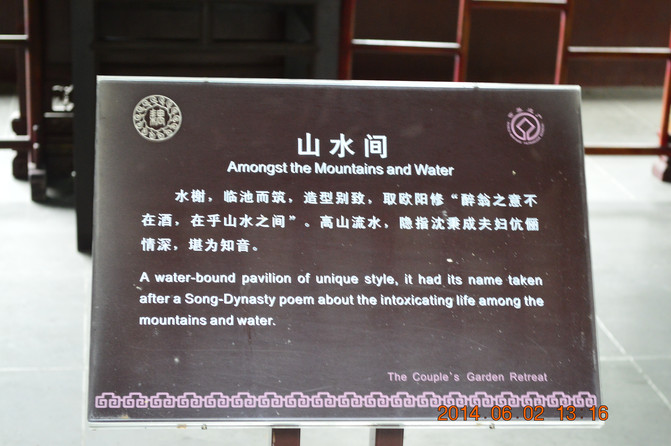 山水间
Amongst the Mountains and Water
水榭，临池而筑，造型别致，取欧阳修“醉翁之意不
在酒，在乎山水之间”。高山流水，隐指沈秉成夫妇伉俪
情深，堪为知音。
A water-bound pavilion of unique style, it had its name taken
after a Song-Dynasty poem about the intoxicating life among the
mountains and water.
The Couple's Garden Retreat
2014.06.02 13:16